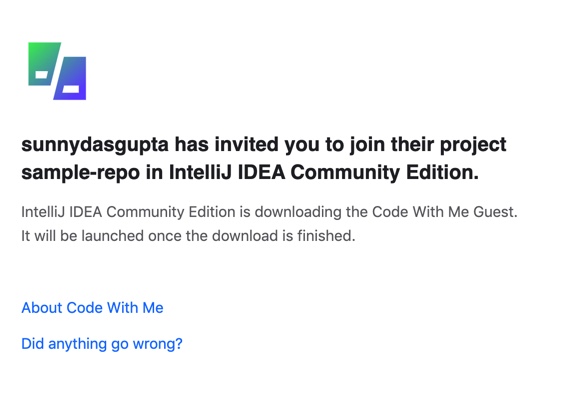 sunnydasgupta has invited you to join their project
sample-repo in IntelliJ IDEA Community Edition.
IntelliJ IDEA Community Edition is downloading the Code With Me Guest.
It will be launched once the download is finished.
About Code With Me
Did anything go wrong?